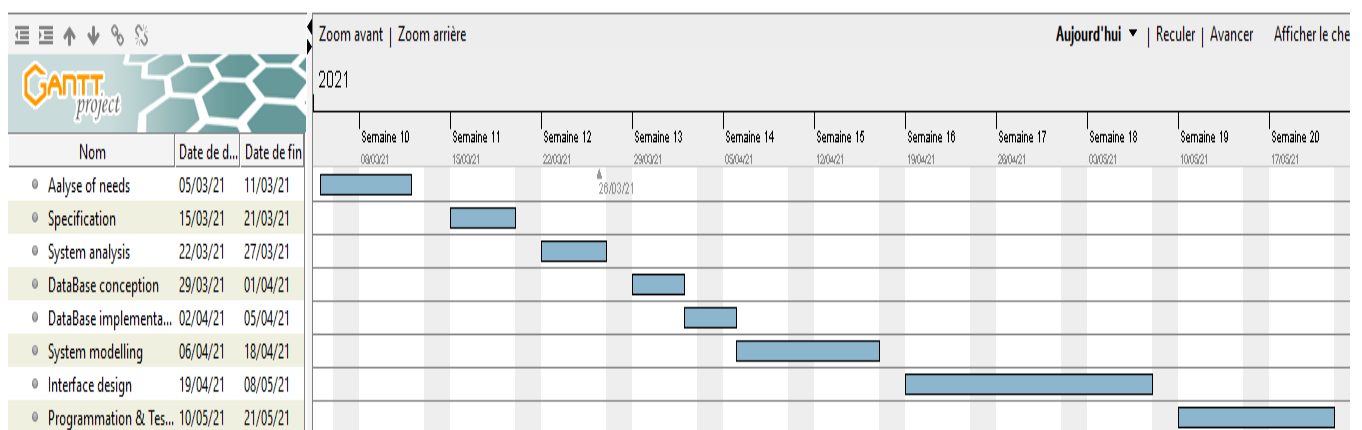 Zoom avant | Zoom arrière
Aujourd'hui ▼ | Reculer | Avancer Afficher le che
GANTT
project
2021
Semaine 10 Semaine 11 Semaine 12 Semaine 13 Semaine 14 Semaine 15 Semaine 16 Semaine 17 Semaine 18 Semaine 19 Semaine 20
08/03/21 15/03/21 22/03/21 29/03/21 05/04/21 12/04/21 19/04/21 26/04/21 03/05/21 10/05/21 17/05/21
Nom Date de d... Date de fin
Aalyse of needs 05/03/21 11/03/21
26/03/21
Specification 15/03/21 21/03/21
System analysis 22/03/21 27/03/21
DataBase conception 29/03/21 01/04/21
DataBase implementa... 02/04/21 05/04/21
System modelling 06/04/21 18/04/21
Interface design 19/04/21 08/05/21
Programmation & Tes... 10/05/21 21/05/21